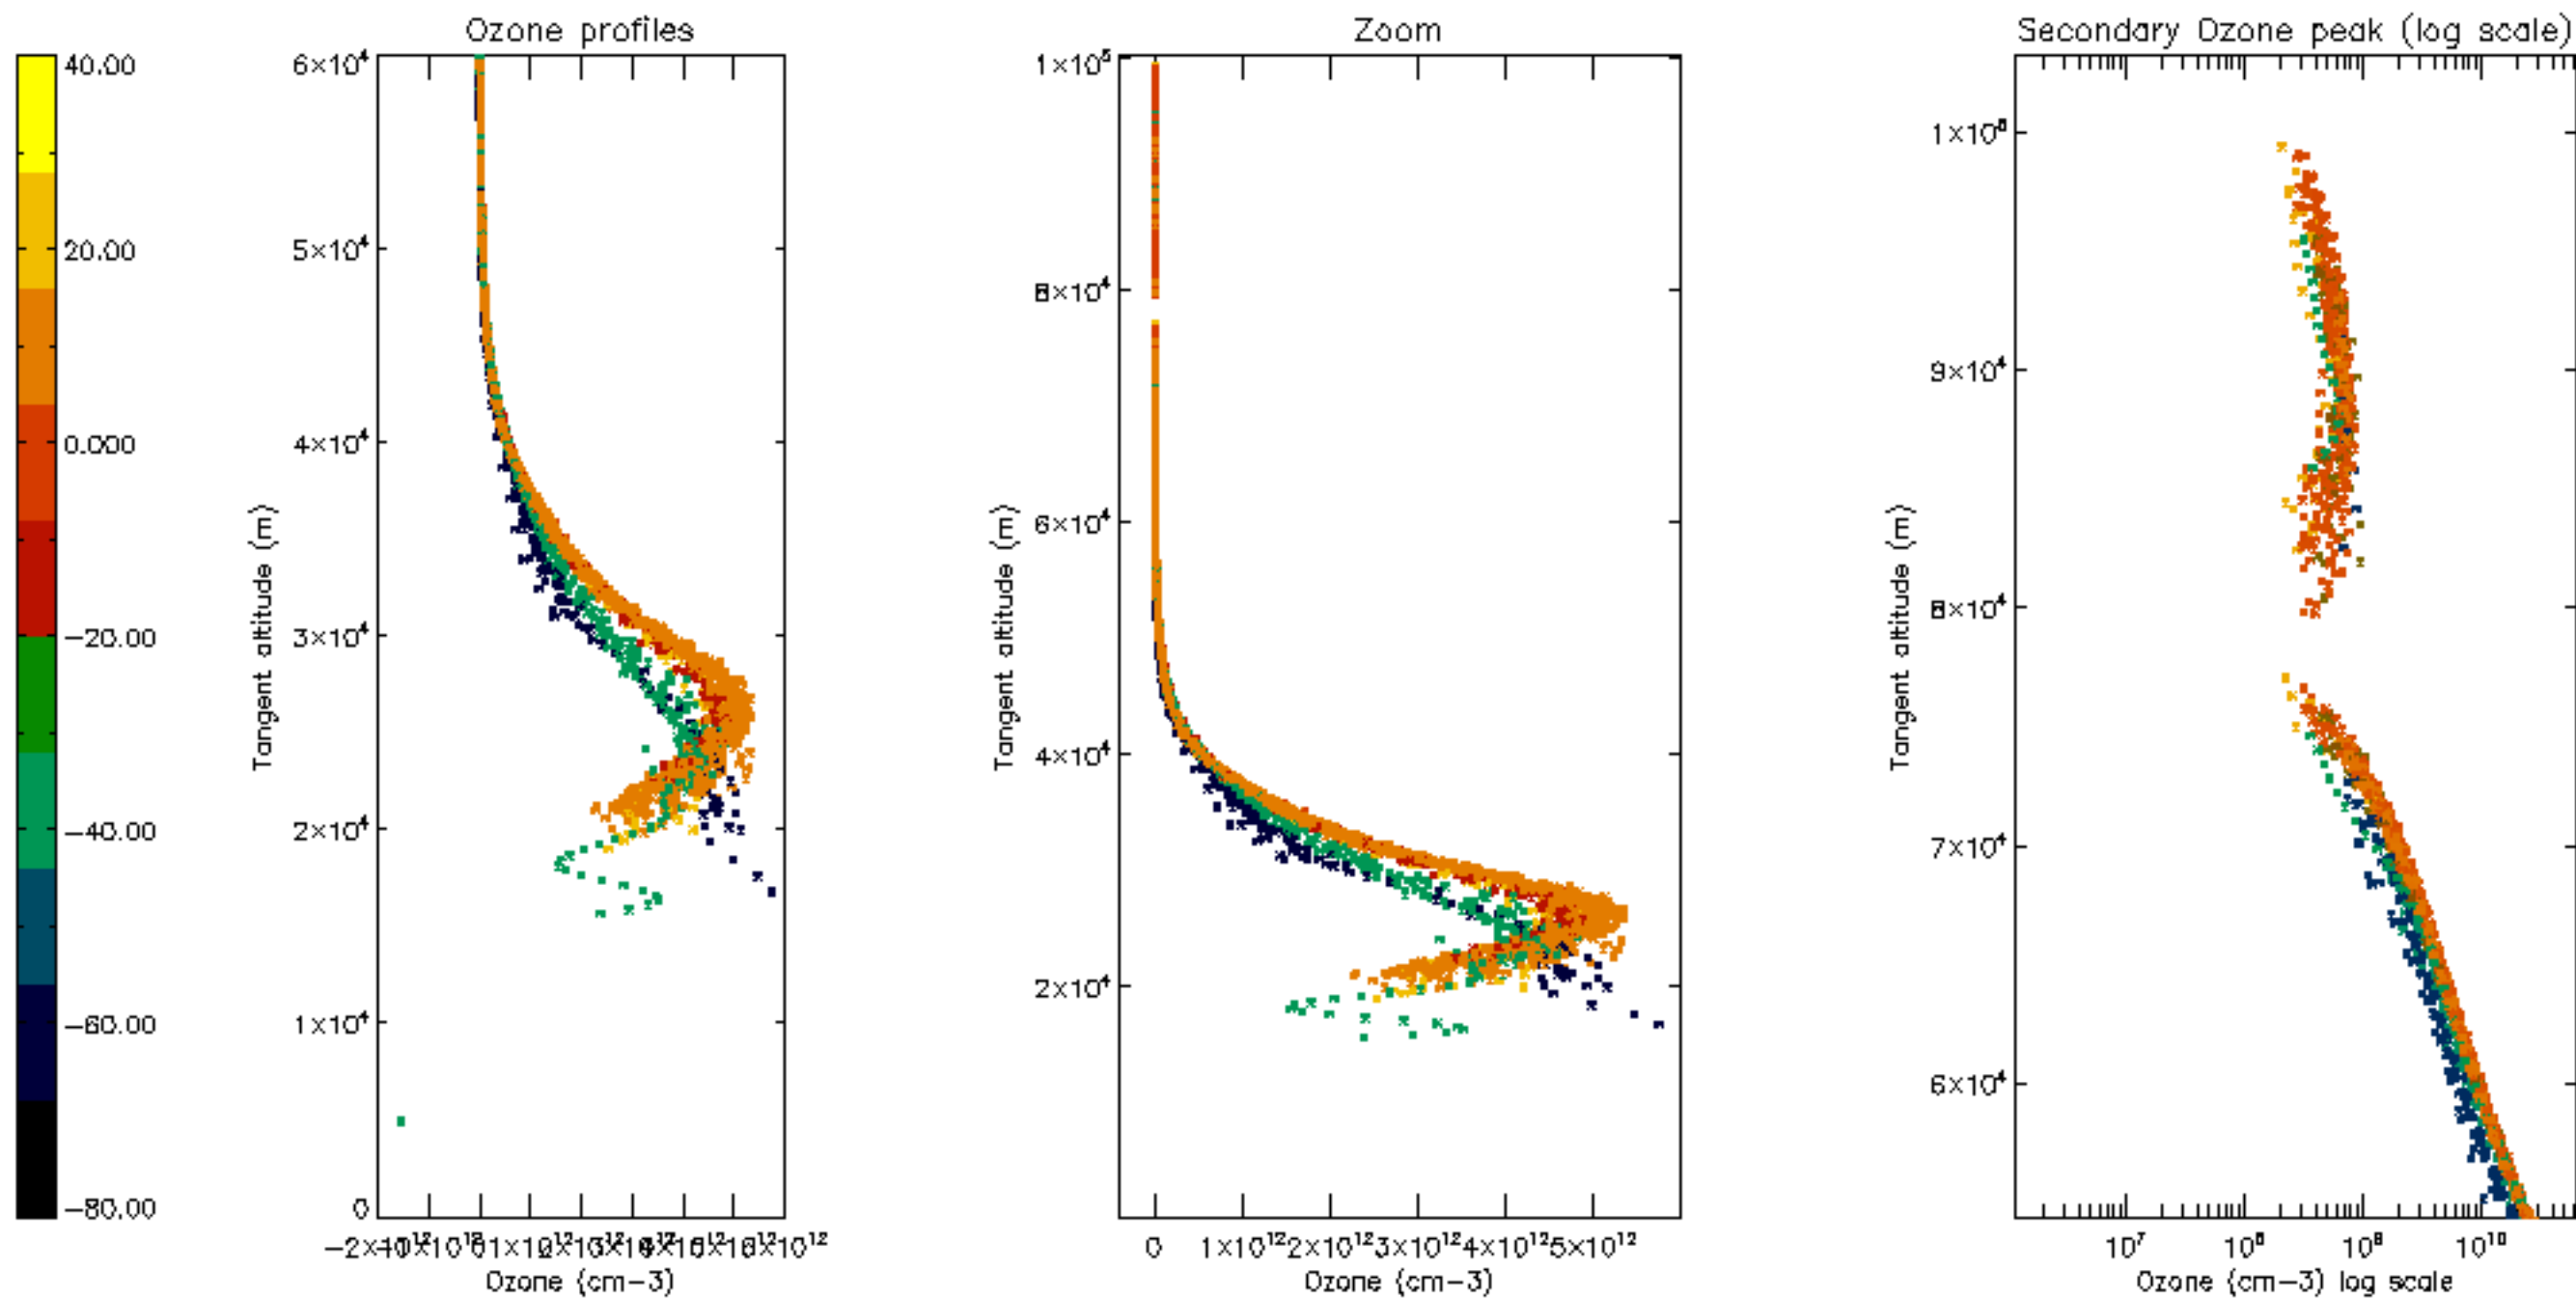 Ozone profiles
Zoom
Secondary Ozone peak (log scale)
40.00
20.00
0.000
−20.00
−40.00
−60.00
−80.00
6×10⁴
5×10⁴
4×10⁴
3×10⁴
2×10⁴
1×10⁴
0
Tangent altitude (m)
Ozone (cm−3)
1×10⁵
8×10⁴
6×10⁴
4×10⁴
2×10⁴
Tangent altitude (m)
0 1×10¹² 2×10¹² 3×10¹² 4×10¹² 5×10¹²
Ozone (cm−3)
9×10⁴
8×10⁴
7×10⁴
6×10⁴
Tangent altitude (m)
10⁷ 10⁸ 10⁹ 10¹⁰
Ozone (cm−3) log scale